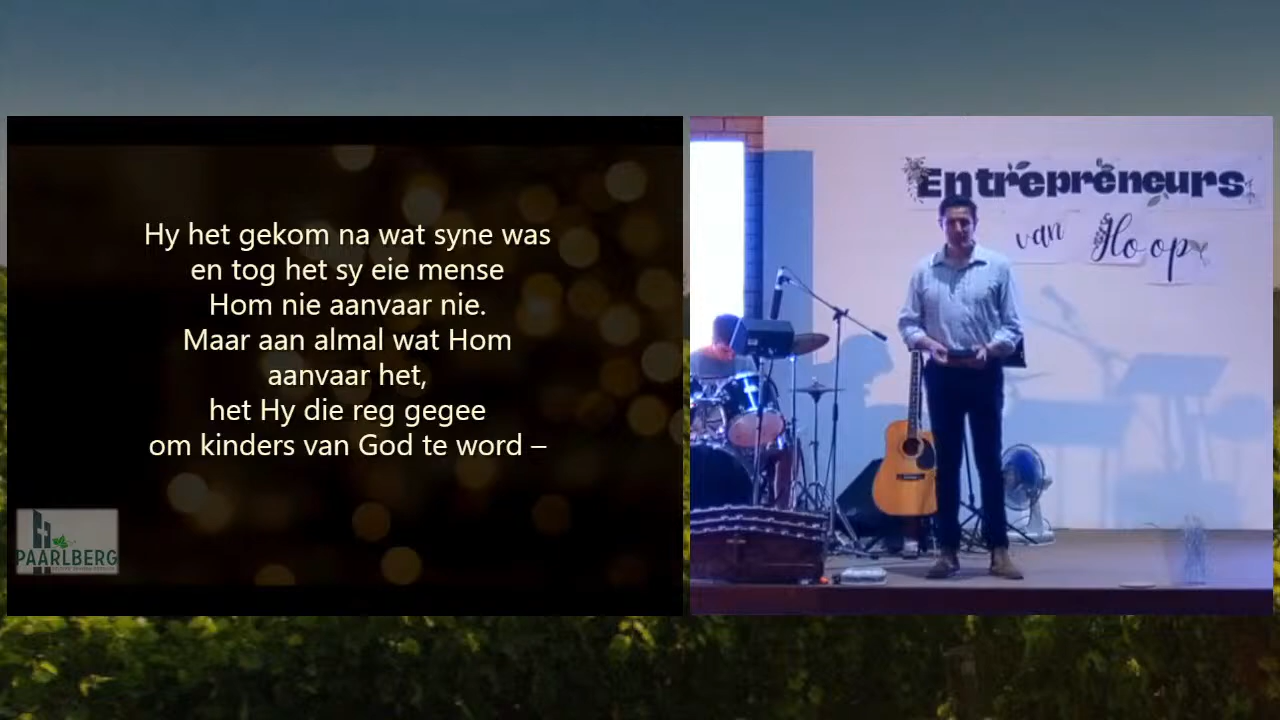 Hy het gekom na wat syne was
en tog het sy eie mense
Hom nie aanvaar nie.
Maar aan almal wat Hom
aanvaar het,
het Hy die reg gegee
om kinders van God te word –
PAARLBERG
Entrepreneurs
van Hoop